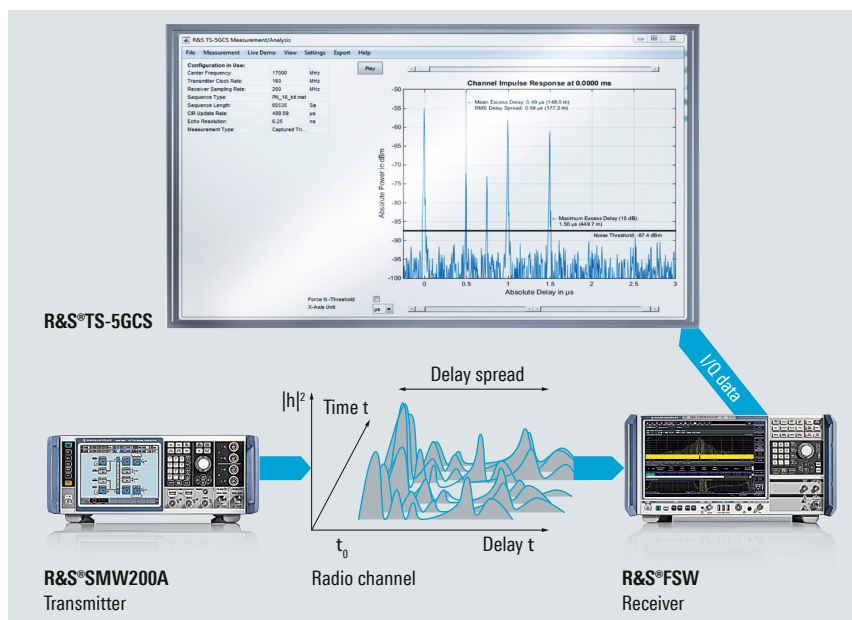 R&S TS-5GCS Measurement/Analysis
File Measurement Live Demo View Settings Export Help
Configuration in Use:
Center Frequency: 17000 MHz
Transmitter Clock Rate: 160 MHz
Receiver Sampling Rate: 200 MHz
Sequence Type: PN_16_bit.mat
Sequence Length: 65535 Sa
CIR Update Rate: 409.59 µs
Echo Resolution: 6.25 ns
Measurement Type: Captured Tri...
Play
Channel Impulse Response at 0.0000 ms
Mean Excess Delay: 0.49 µs (148.0 m)
RMS Delay Spread: 0.59 µs (177.3 m)
Maximum Excess Delay (15 dB):
1.50 µs (449.7 m)
Noise Threshold, -87.4 dBm
Absolute Power in dBm
-50
-55
-60
-65
-70
-75
-80
-85
-90
-95
-100
0 0.5 1 1.5 2 2.5 3
Absolute Delay in µs
Force N.-Threshold:
X-Axis Unit: µs
R&S®TS-5GCS
I/Q data
|h|²
Time t
Delay spread
t₀
Delay t
R&S®SMW200A
Transmitter
Radio channel
R&S®FSW
Receiver